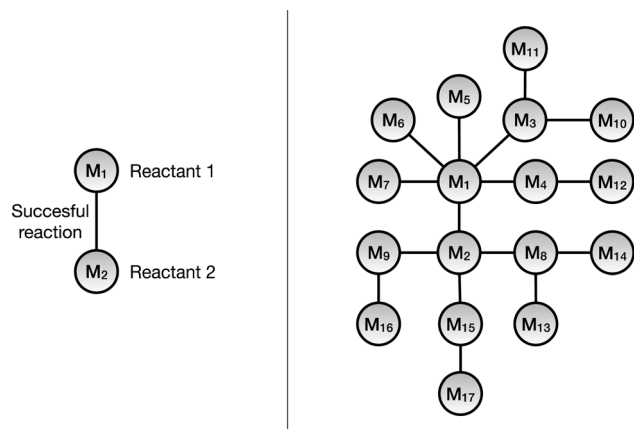 M1 Reactant 1
Succesful
reaction
M2 Reactant 2
M11
M5
M6 M3 M10
M7 M1 M4 M12
M9 M2 M8 M14
M16 M15 M13
M17